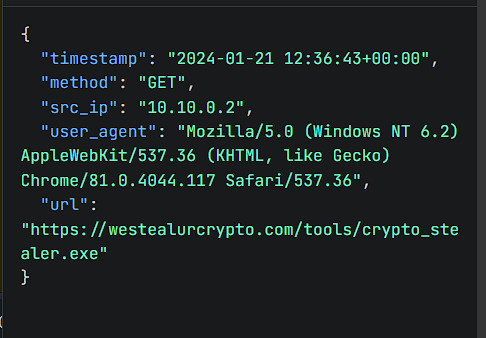 {
"timestamp": "2024-01-21 12:36:43+00:00",
"method": "GET",
"src_ip": "10.10.0.2",
"user_agent": "Mozilla/5.0 (Windows NT 6.2)
AppleWebKit/537.36 (KHTML, like Gecko)
Chrome/81.0.4044.117 Safari/537.36",
"url":
"https://westealurcrypto.com/tools/crypto_ste
aler.exe"
}